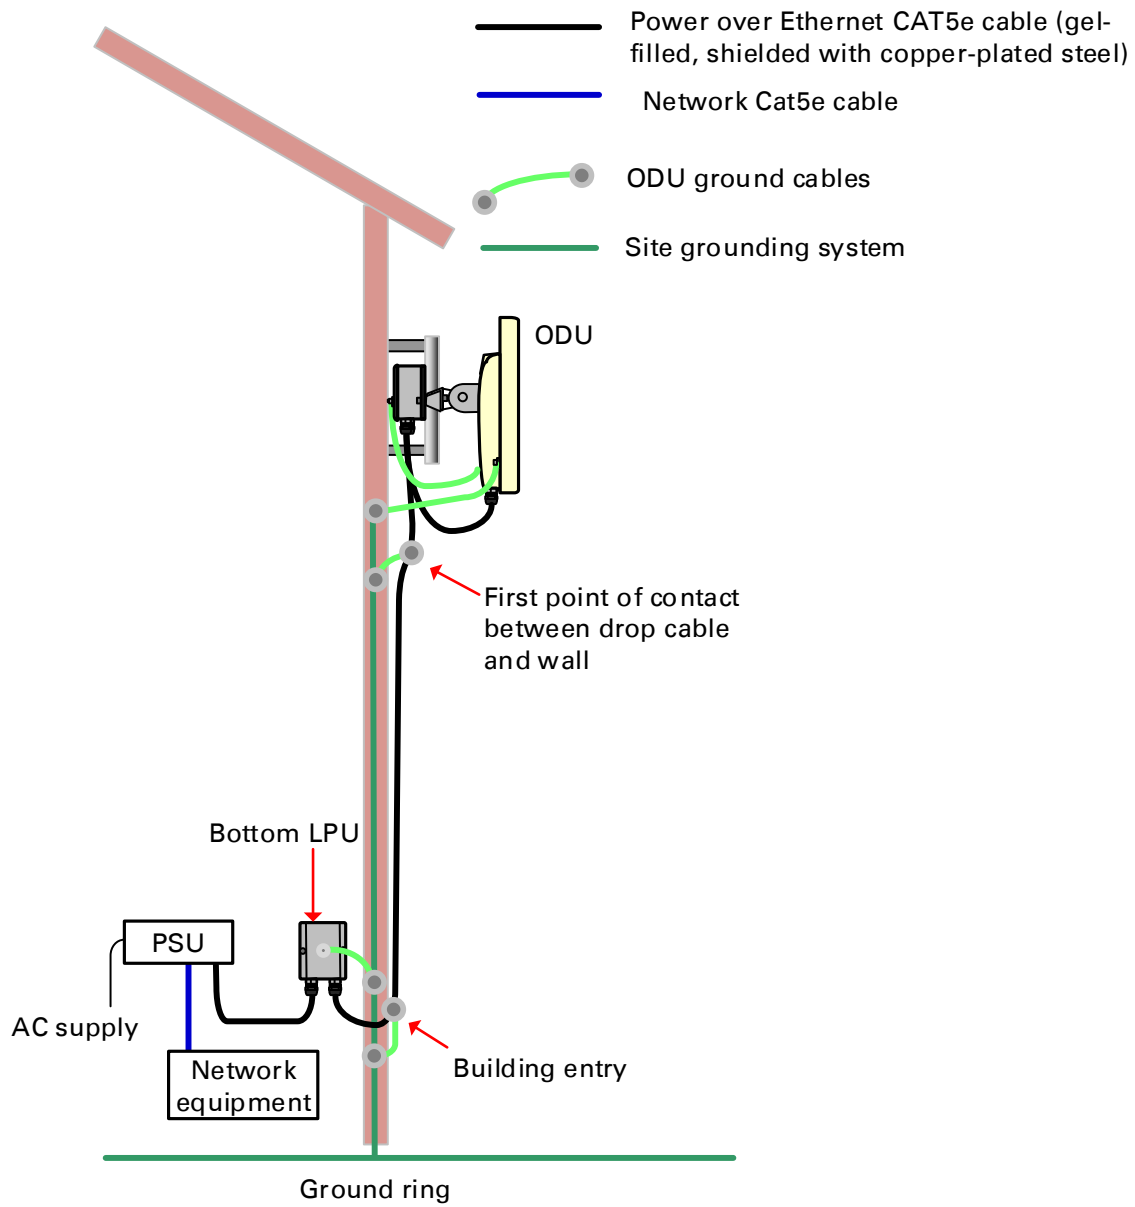 Power over Ethernet CAT5e cable (gel-
filled, shielded with copper-plated steel)
Network Cat5e cable
ODU ground cables
Site grounding system
ODU
First point of contact
between drop cable
and wall
Bottom LPU
PSU
AC supply
Network
equipment
Building entry
Ground ring